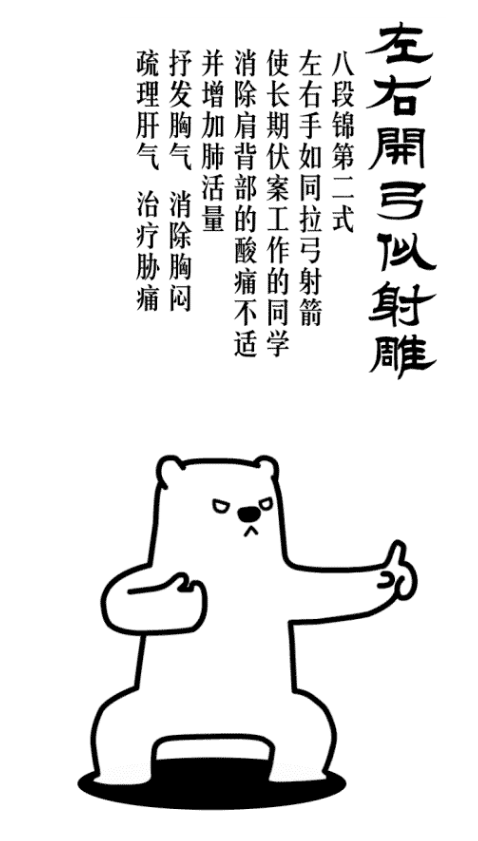 左右開弓似射雕
八段锦第二式
左右手如同拉弓射箭
使长期伏案工作的同学
消除肩背部的酸痛不适
并增加肺活量
抒发胸气 消除胸闷
疏理肝气 治疗胁痛